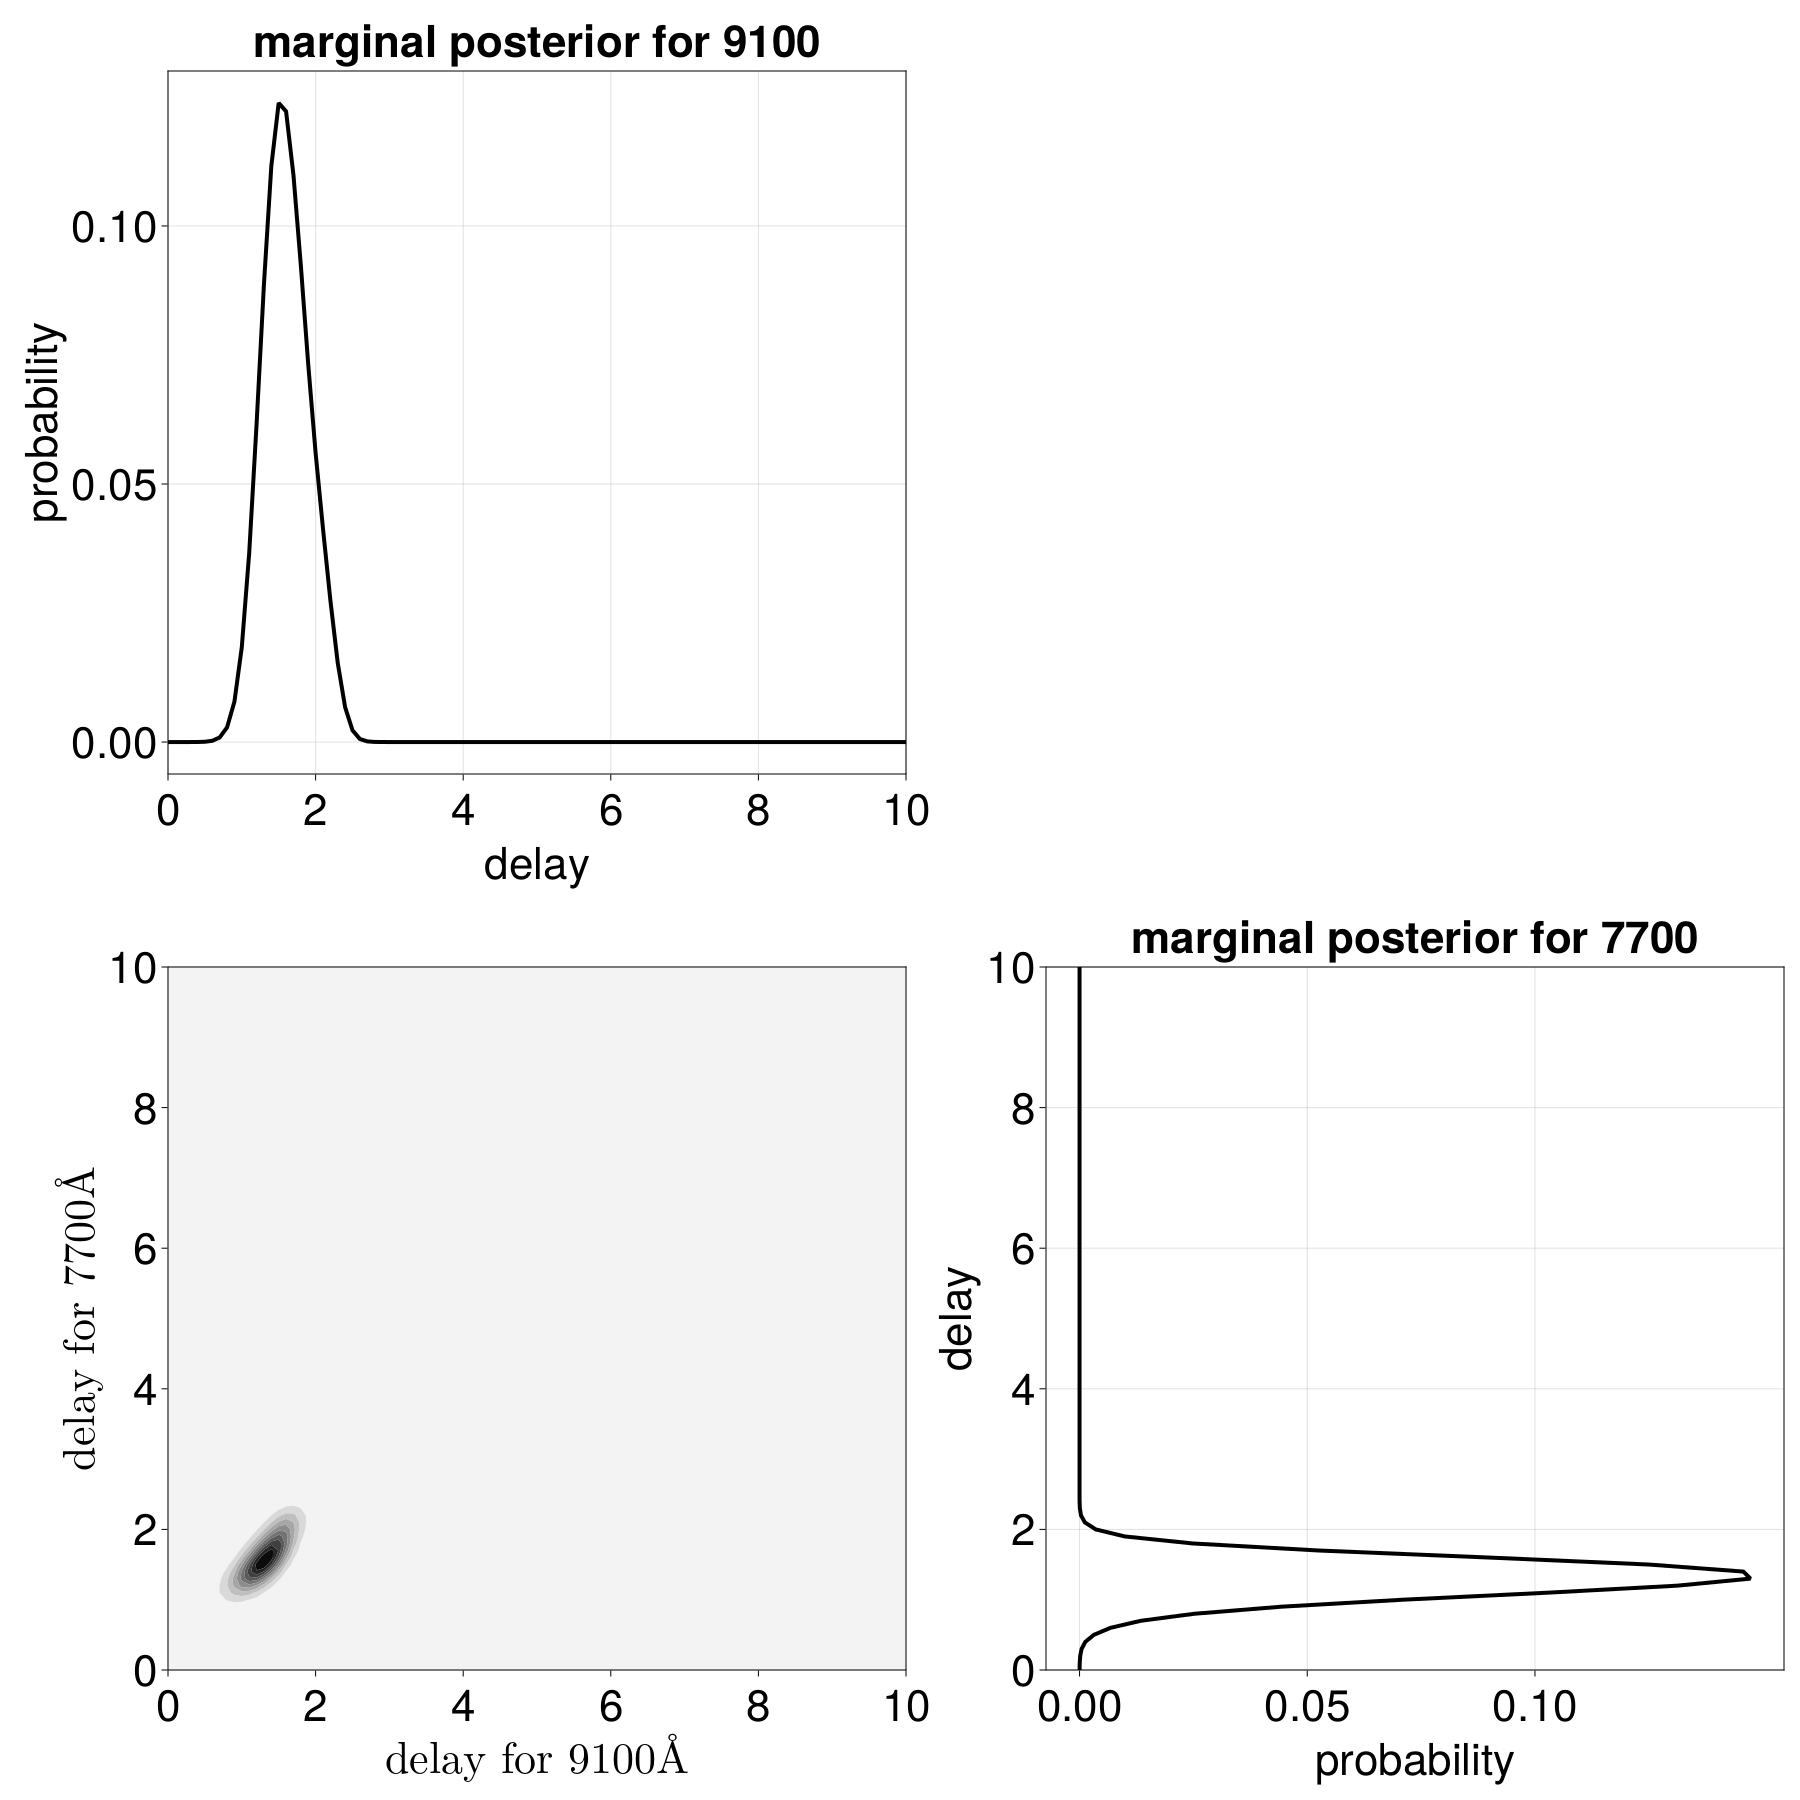 marginal posterior for 9100
probability
0.10
0.05
0.00
0 2 4 6 8 10
delay
marginal posterior for 7700
delay for 7700Å
10
8
6
4
2
0
0 2 4 6 8 10
delay for 9100Å
delay
10
8
6
4
2
0
0.00 0.05 0.10
probability